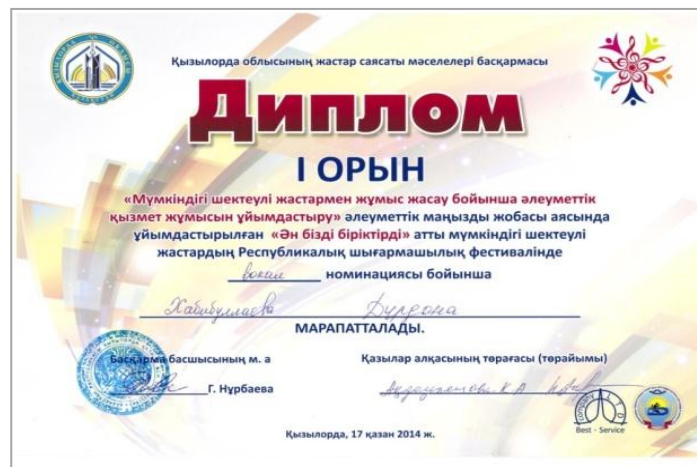 Қызылорда облысының жастар саясаты мәселелері басқармасы
Диплом
І ОРЫН
«Мүмкіндігі шектеулі жастармен жұмыс жасау бойынша әлеуметтік
қызмет жұмысын ұйымдастыру» әлеуметтік маңызды жобасы аясында
ұйымдастырылған «Ән бізді біріктірді» атты мүмкіндігі шектеулі
жастардың Республикалық шығармашылық фестивалінде
вокал номинациясы бойынша
Хабибуллаева Дурдона
МАРАПАТТАЛАДЫ.
Басқарма басшысының м. а Қазылар алқасының төрағасы (төрайымы)
Г. Нұрбаева
Best - Service
Қызылорда, 17 қазан 2014 ж.